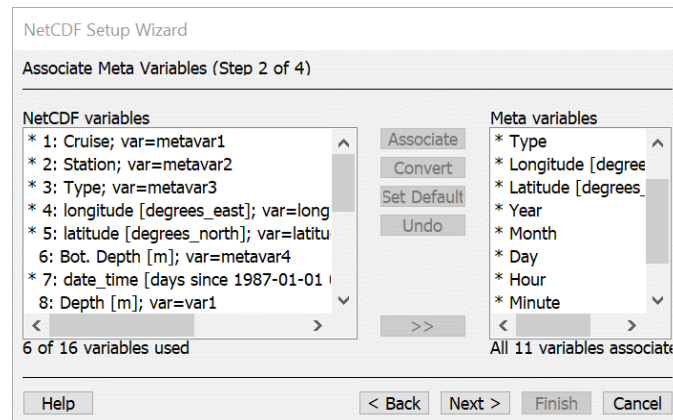 NetCDF Setup Wizard
Associate Meta Variables (Step 2 of 4)
NetCDF variables
* 1: Cruise; var=metavar1
* 2: Station; var=metavar2
* 3: Type; var=metavar3
* 4: longitude [degrees_east]; var=long
* 5: latitude [degrees_north]; var=latitu
6: Bot. Depth [m]; var=metavar4
* 7: date_time [days since 1987-01-01
8: Depth [m]; var=var1
6 of 16 variables used
Associate
Convert
Set Default
Undo
>>
Meta variables
* Type
* Longitude [degree
* Latitude [degrees_
* Year
* Month
* Day
* Hour
* Minute
All 11 variables associate
Help
< Back
Next >
Finish
Cancel